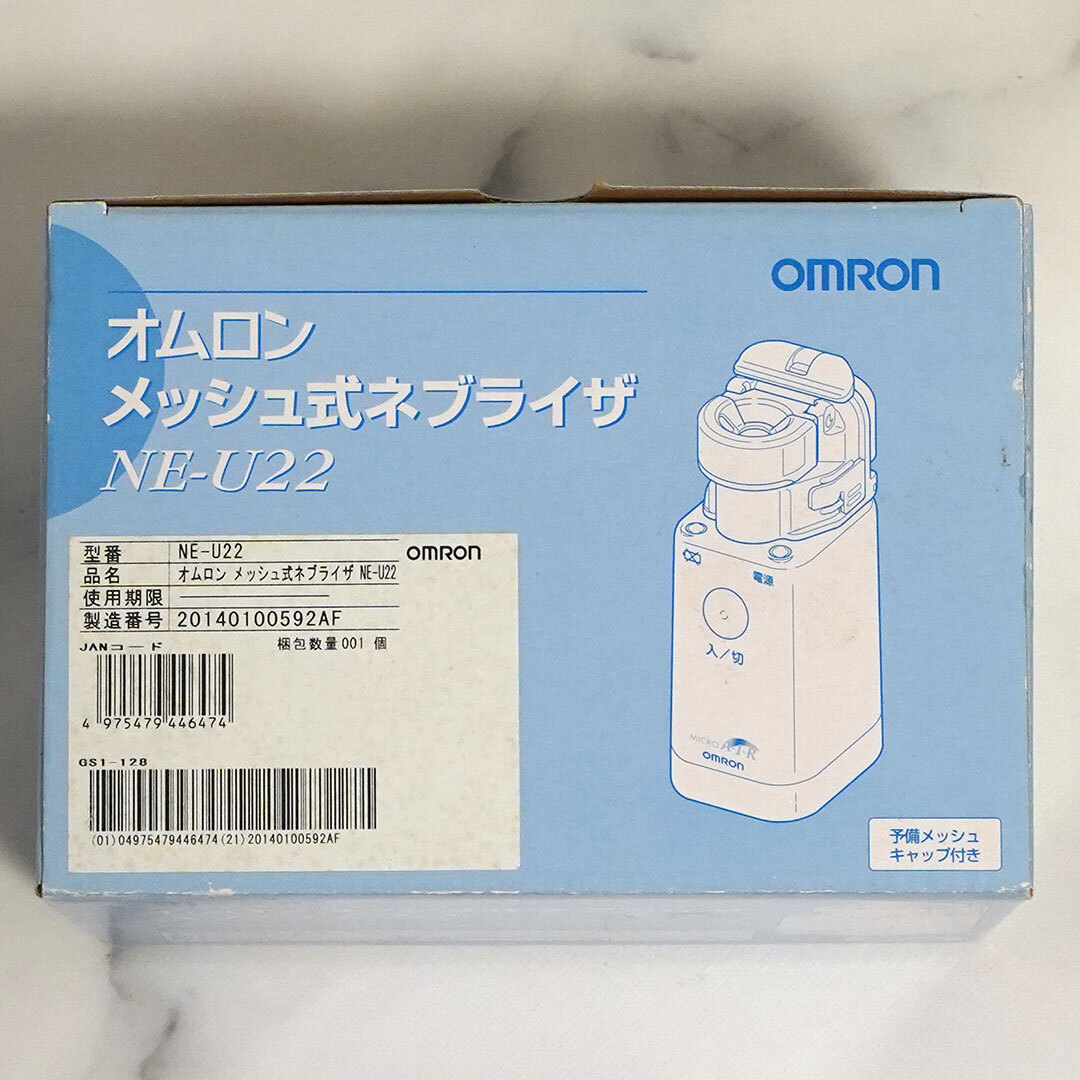 OMRON
オムロン
メッシュ式ネブライザ
NE-U22
型番 NE-U22
OMRON
品名 オムロン メッシュ式ネブライザ NE-U22
使用期限
製造番号 20140100592AF
JANコード 梱包数量001 個
4 975479 446474
GS1-128
(01)04975479446474(21)20140100592AF
電源
入/切
MICRO A-I-R
OMRON
予備メッシュ
キャップ付き